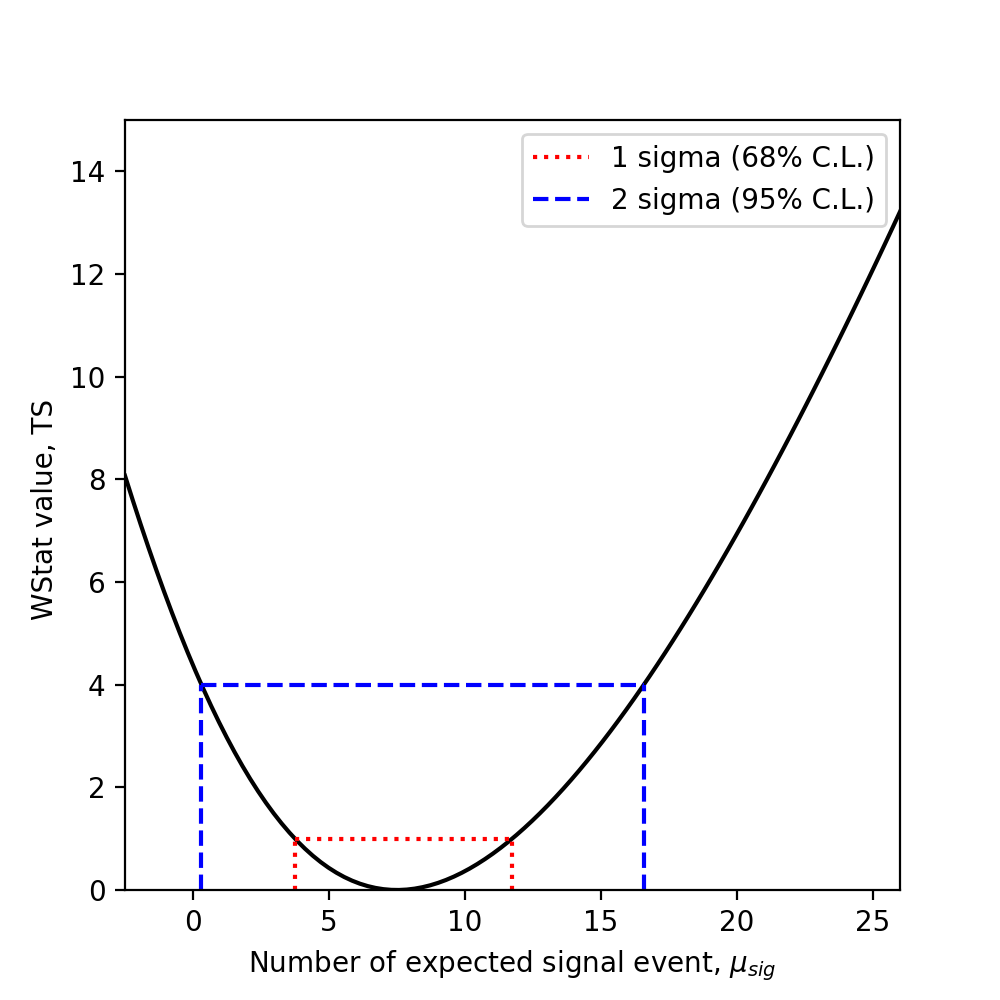 1 sigma (68% C.L.)
2 sigma (95% C.L.)
14
12
10
8
6
4
2
0
WStat value, TS
0 5 10 15 20 25
Number of expected signal event, μsig